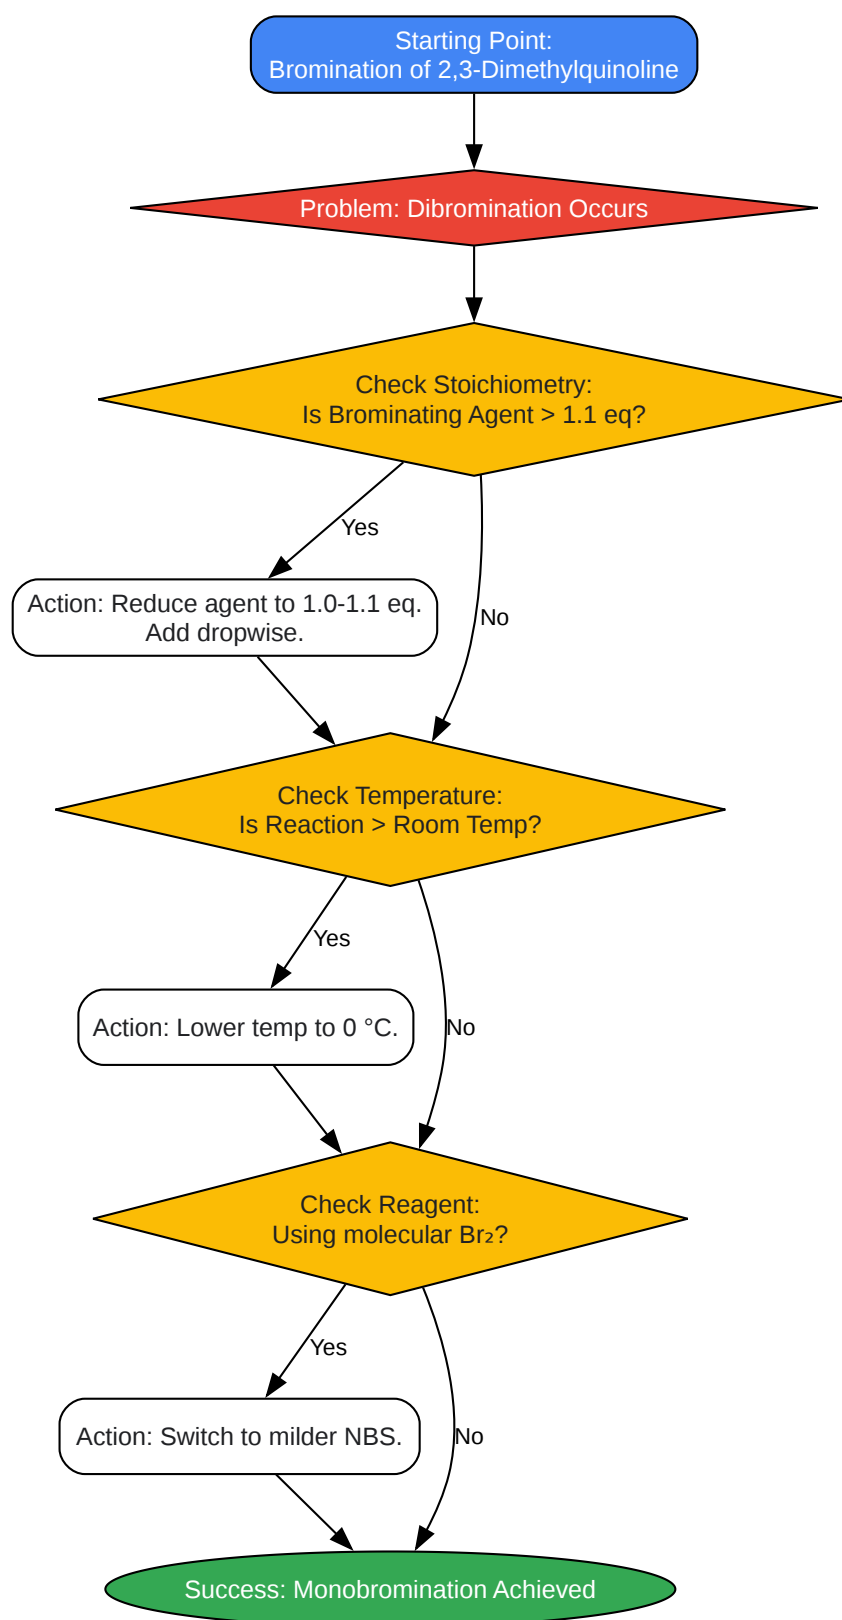 Starting Point:
Bromination of 2,3-Dimethylquinoline
Problem: Dibromination Occurs
Check Stoichiometry:
Is Brominating Agent > 1.1 eq?
Yes
Action: Reduce agent to 1.0-1.1 eq.
Add dropwise.
No
Check Temperature:
Is Reaction > Room Temp?
Yes
Action: Lower temp to 0 °C.
No
Check Reagent:
Using molecular Br₂?
Yes
Action: Switch to milder NBS.
No
Success: Monobromination Achieved